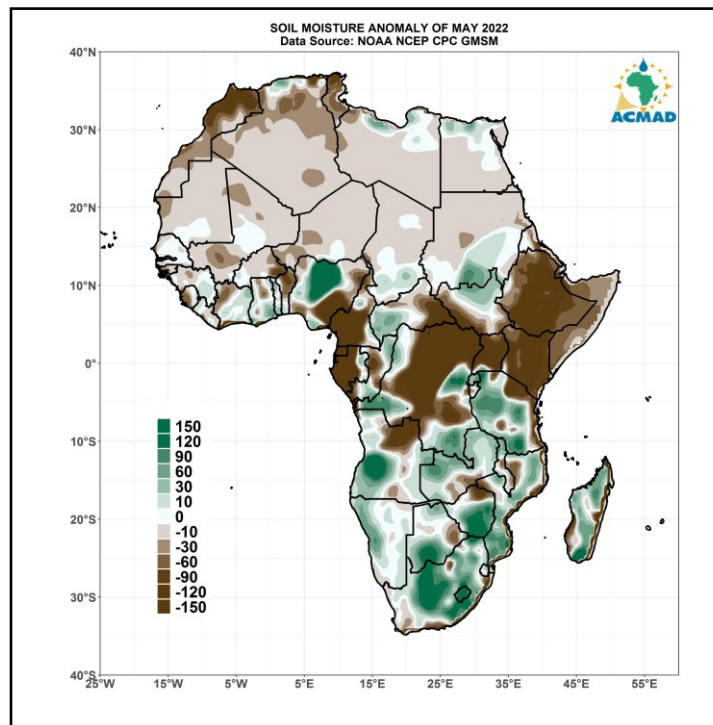 SOIL MOISTURE ANOMALY OF MAY 2022
Data Source: NOAA NCEP CPC GMSM
ACMAD
40°N
30°N
20°N
10°N
0°
10°S
20°S
30°S
40°S
150
120
90
60
30
10
0
-10
-30
-60
-90
-120
-150
25°W
15°W
5°W
5°E
15°E
25°E
35°E
45°E
55°E